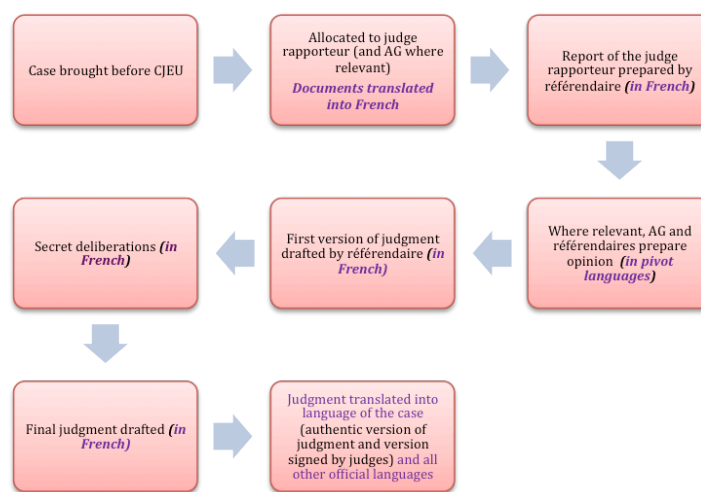 Case brought before CJEU
Allocated to judge
rapporteur (and AG where
relevant)
Documents translated
into French
Report of the judge
rapporteur prepared by
référendaire (in French)
Where relevant, AG and
référendaires prepare
opinion (in pivot
languages)
First version of judgment
drafted by référendaire (in
French)
Secret deliberations (in
French)
Final judgment drafted (in
French)
Judgment translated into
language of the case
(authentic version of
judgment and version
signed by judges) and all
other official languages